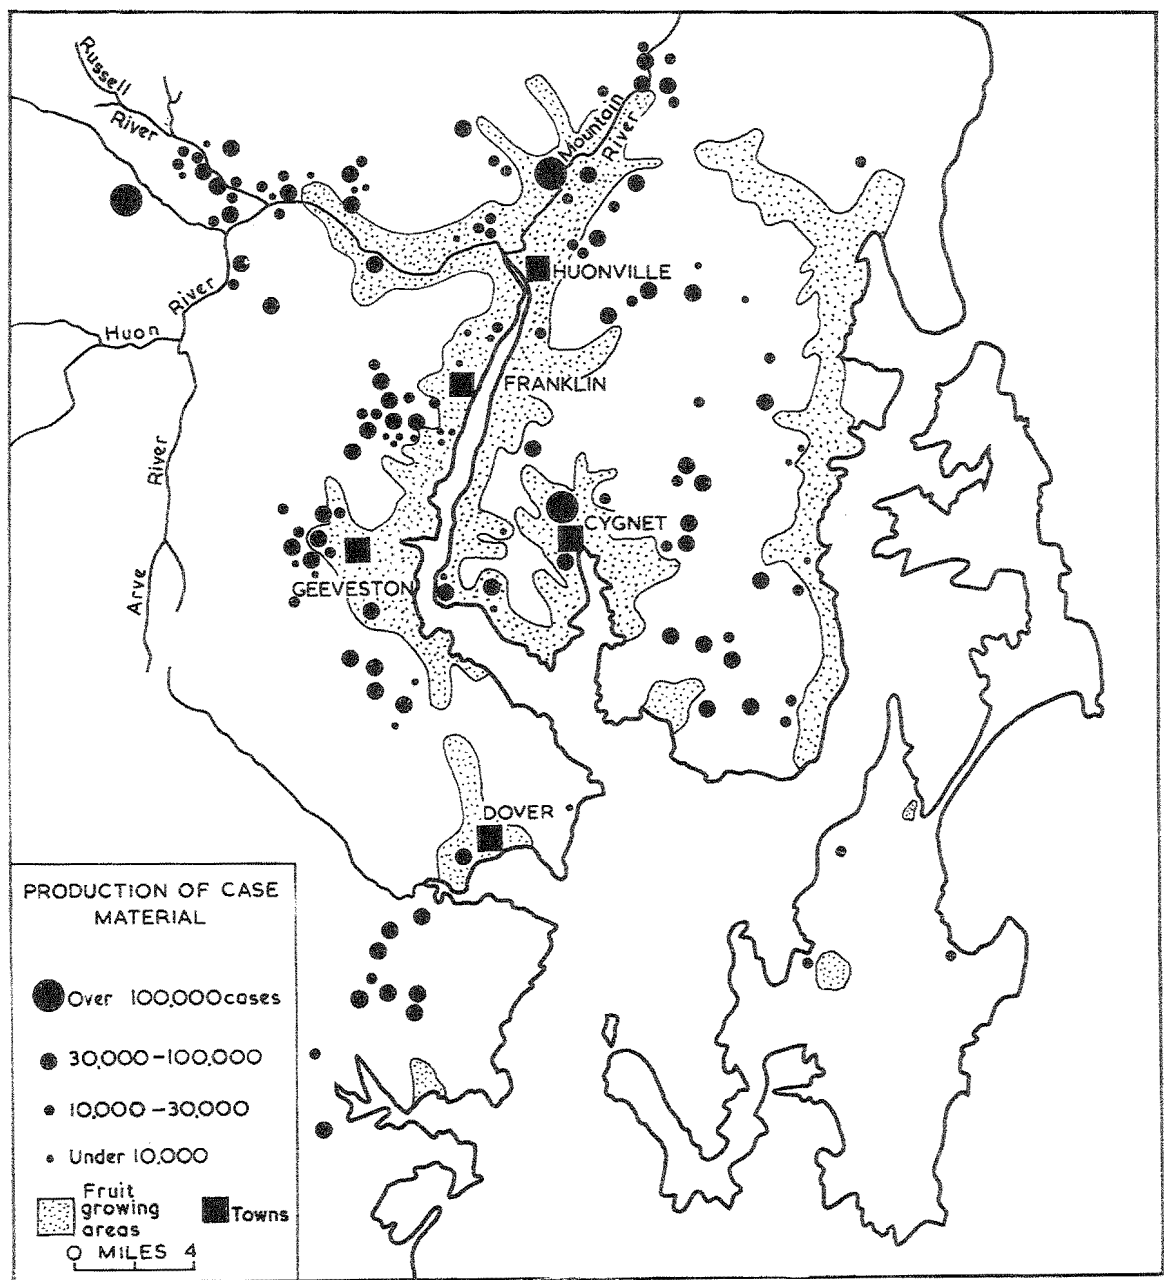 Russell
River
Mountain
River
HUONVILLE
River
Huon
FRANKLIN
River
CYGNET
GEEVESTON
Arve
DOVER
PRODUCTION OF CASE
MATERIAL
Over 100,000 cases
30,000-100,000
10,000-30,000
Under 10,000
Fruit
growing
areas
Towns
0 MILES 4